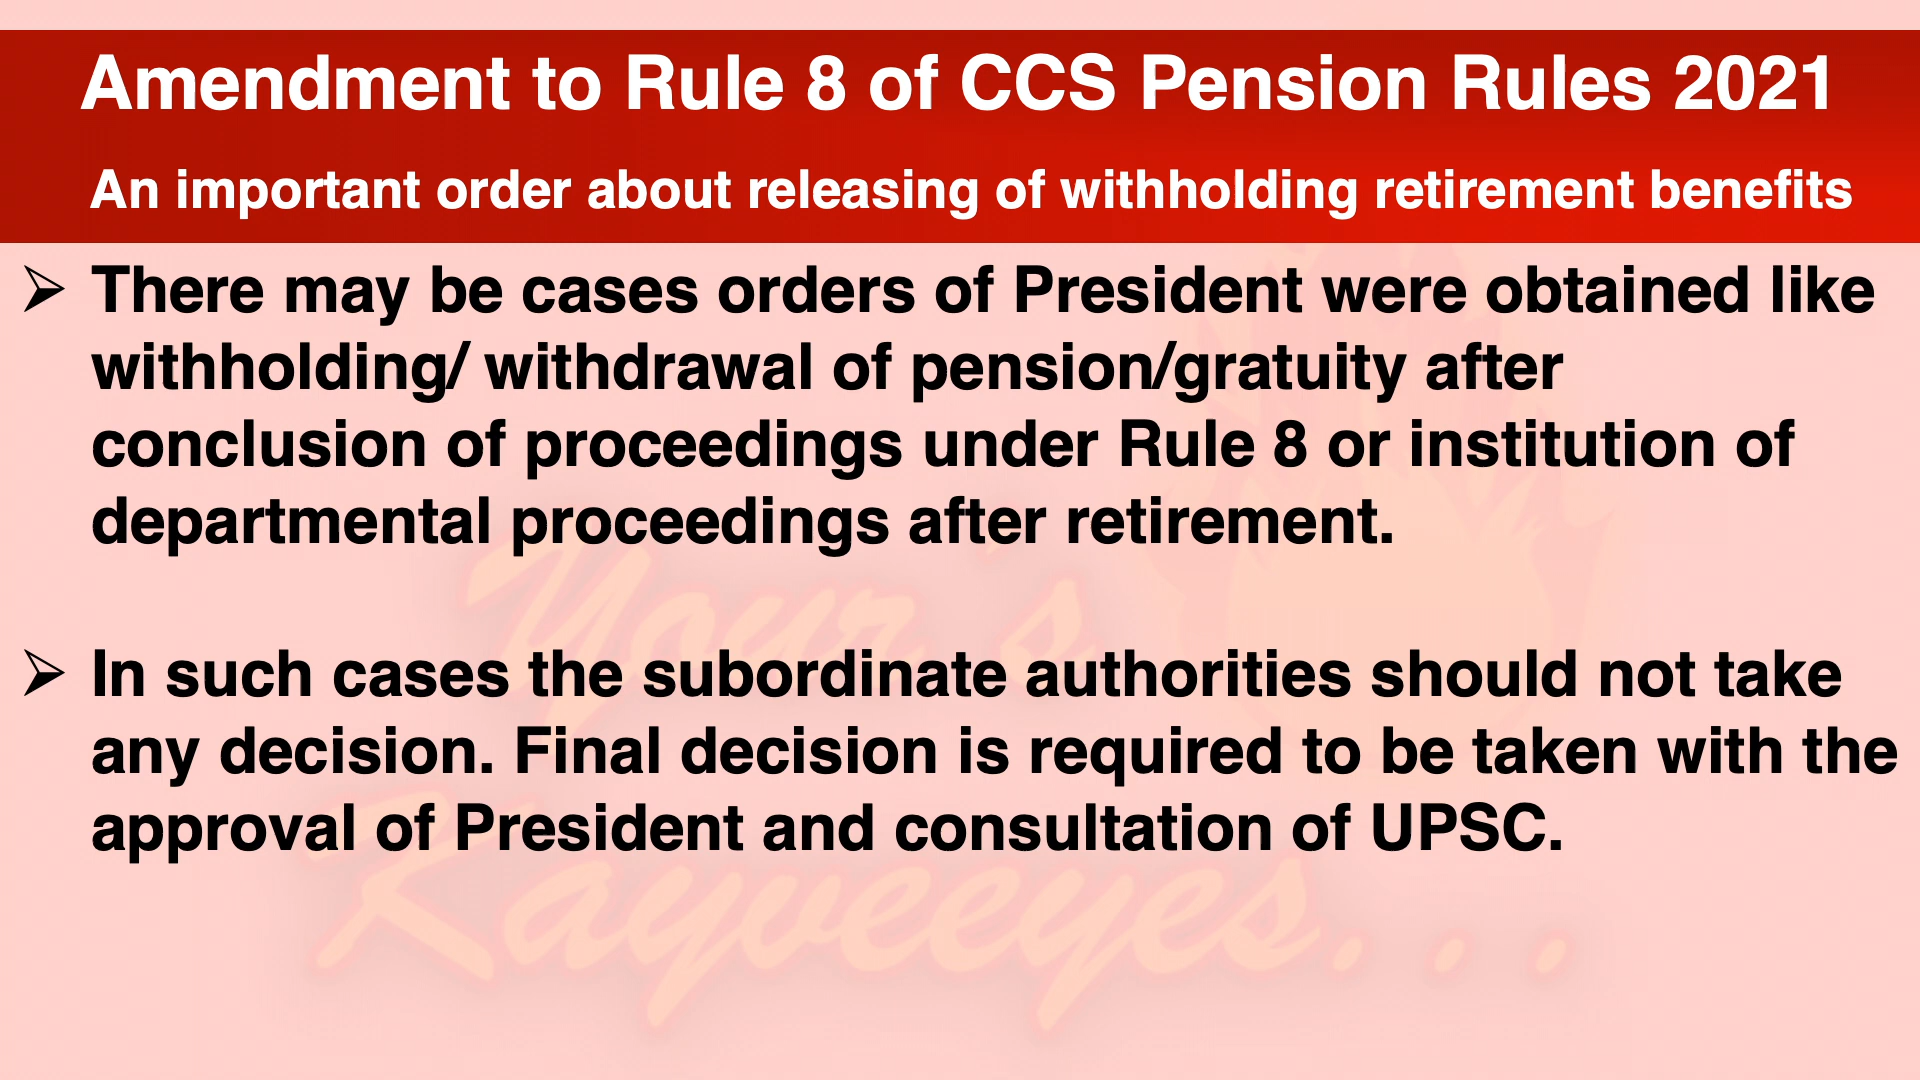 Amendment to Rule 8 of CCS Pension Rules 2021
An important order about releasing of withholding retirement benefits
➢ There may be cases orders of President were obtained like
withholding/ withdrawal of pension/gratuity after
conclusion of proceedings under Rule 8 or institution of
departmental proceedings after retirement.
➢ In such cases the subordinate authorities should not take
any decision. Final decision is required to be taken with the
approval of President and consultation of UPSC.
Your's
Kayveeyes. . .